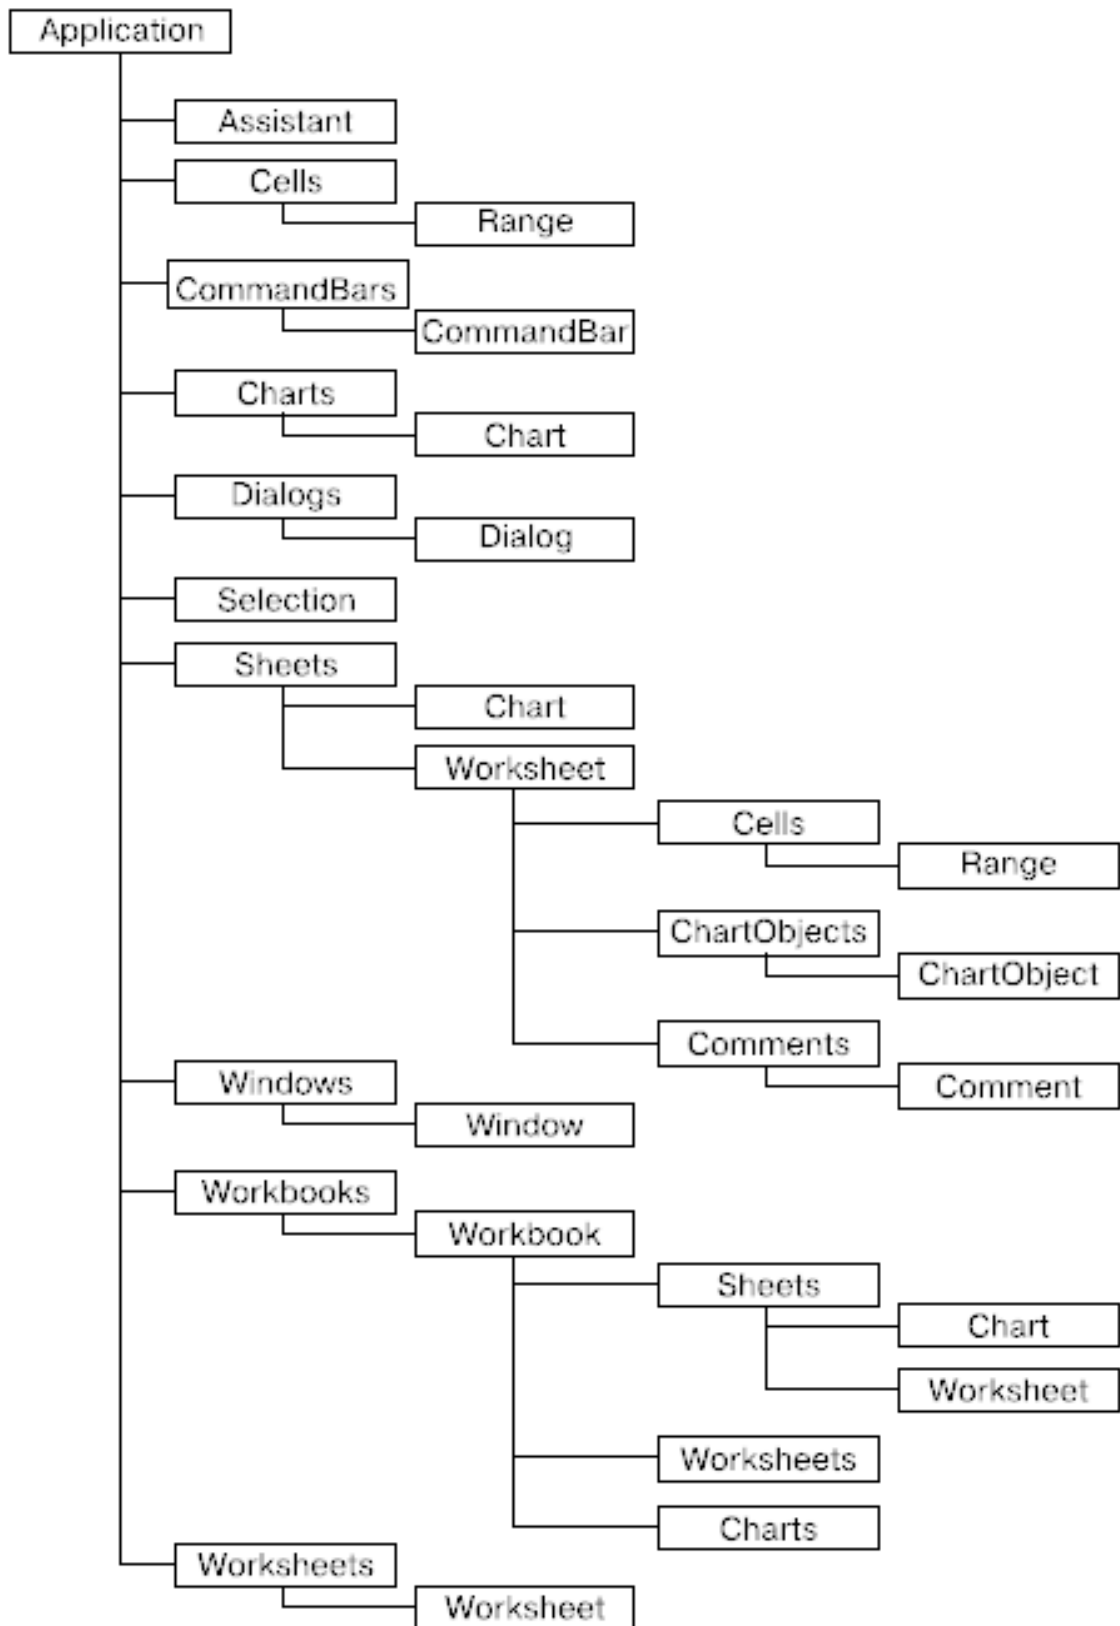 Application
Assistant
Cells
Range
CommandBars
CommandBar
Charts
Chart
Dialogs
Dialog
Selection
Sheets
Chart
Worksheet
Cells
Range
ChartObjects
ChartObject
Comments
Comment
Windows
Window
Workbooks
Workbook
Sheets
Chart
Worksheet
Worksheets
Charts
Worksheets
Worksheet